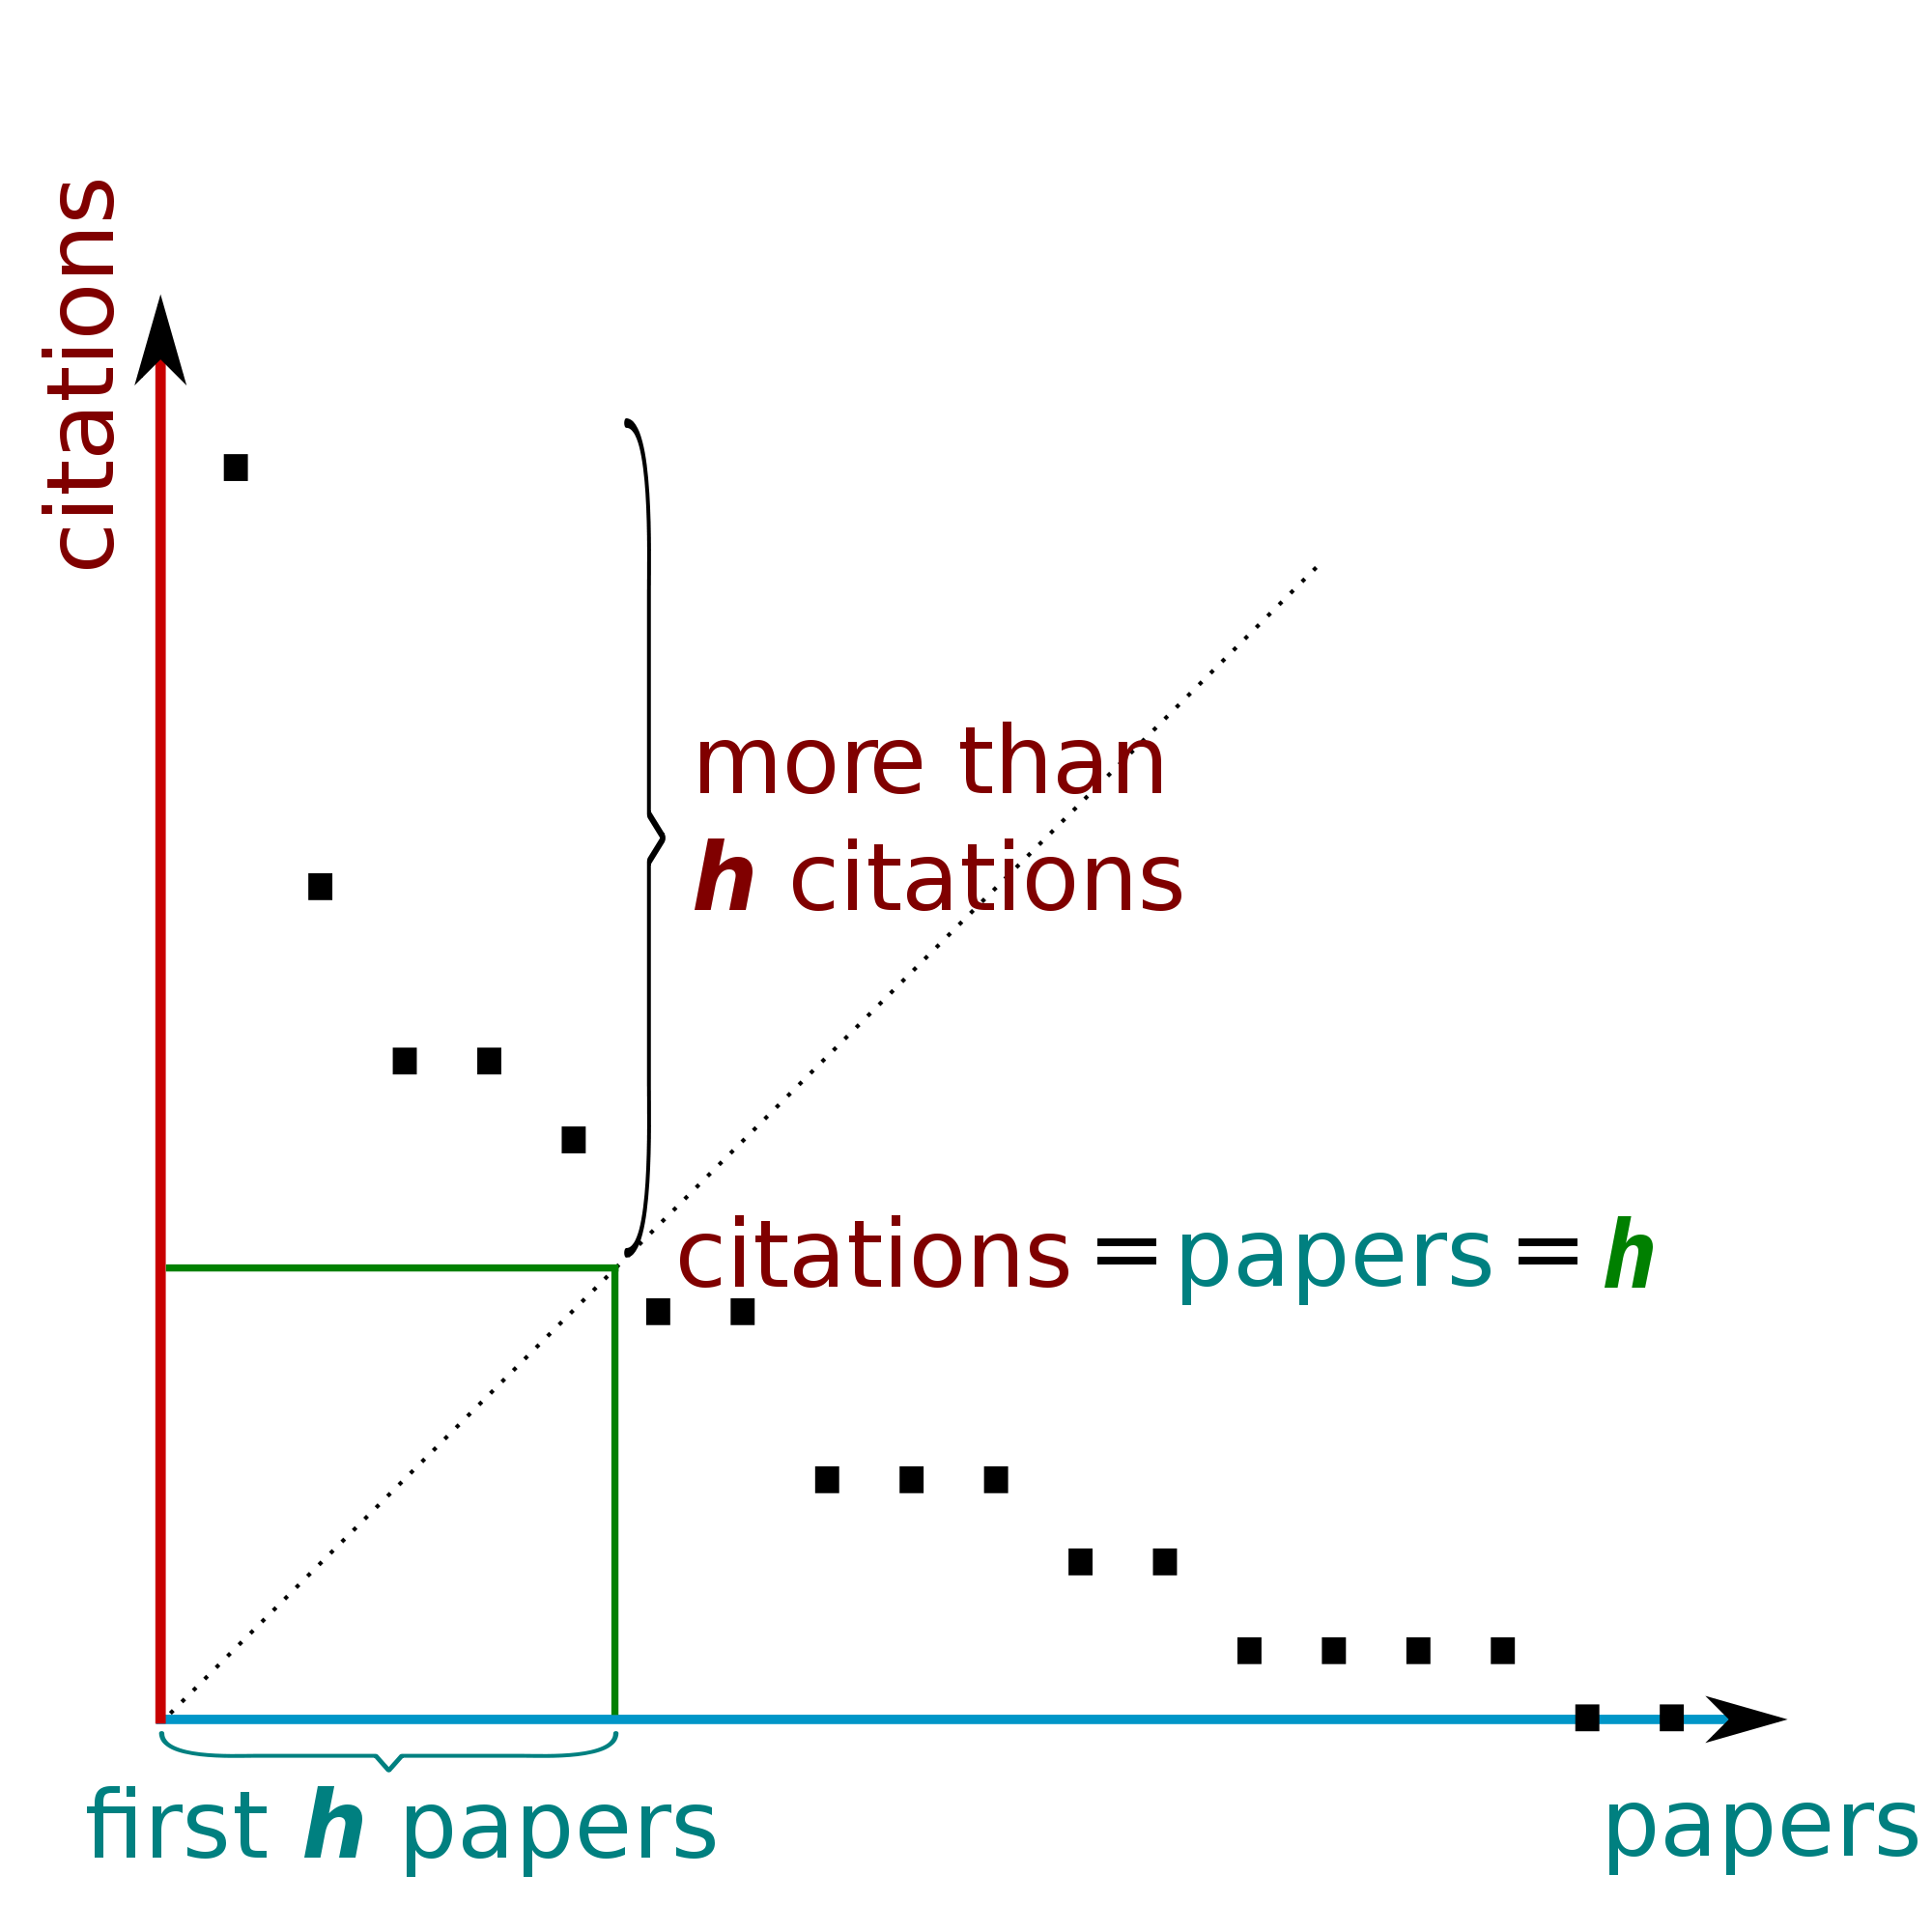 citations
more than
h citations
citations = papers = h
first h papers
papers